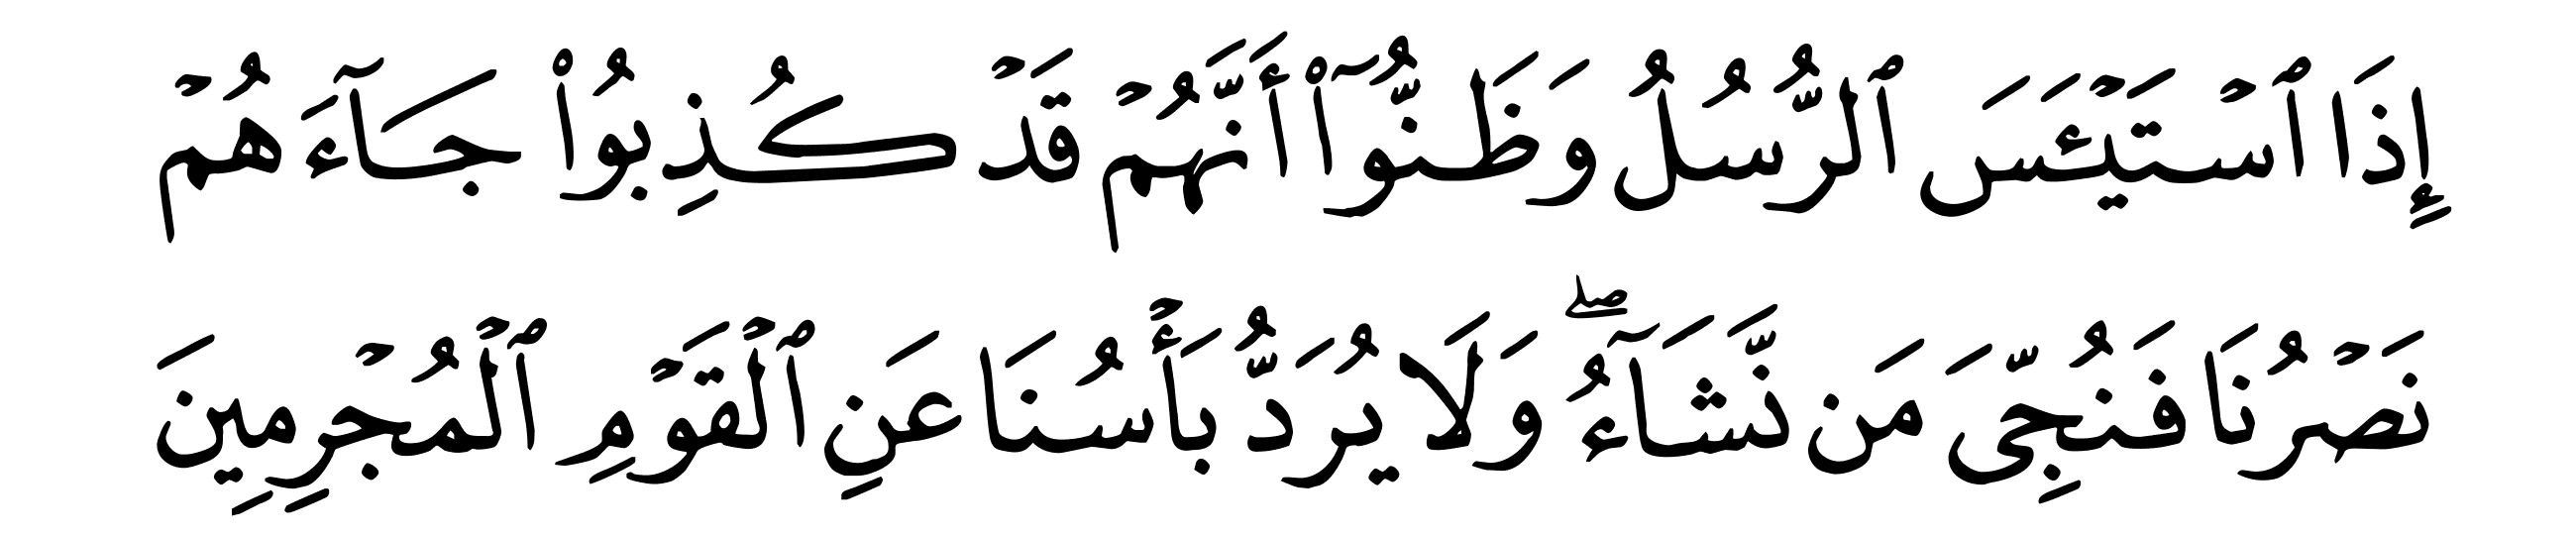 إِذَا ٱسۡتَيۡـَٔسَ ٱلرُّسُلُ وَظَنُّوٓاْ أَنَّهُمۡ قَدۡ كُذِبُواْ جَآءَهُمۡ
نَصۡرُنَا فَنُجِّيَ مَن نَّشَآءُۖ وَلَا يُرَدُّ بَأۡسُنَا عَنِ ٱلۡقَوۡمِ ٱلۡمُجۡرِمِينَ